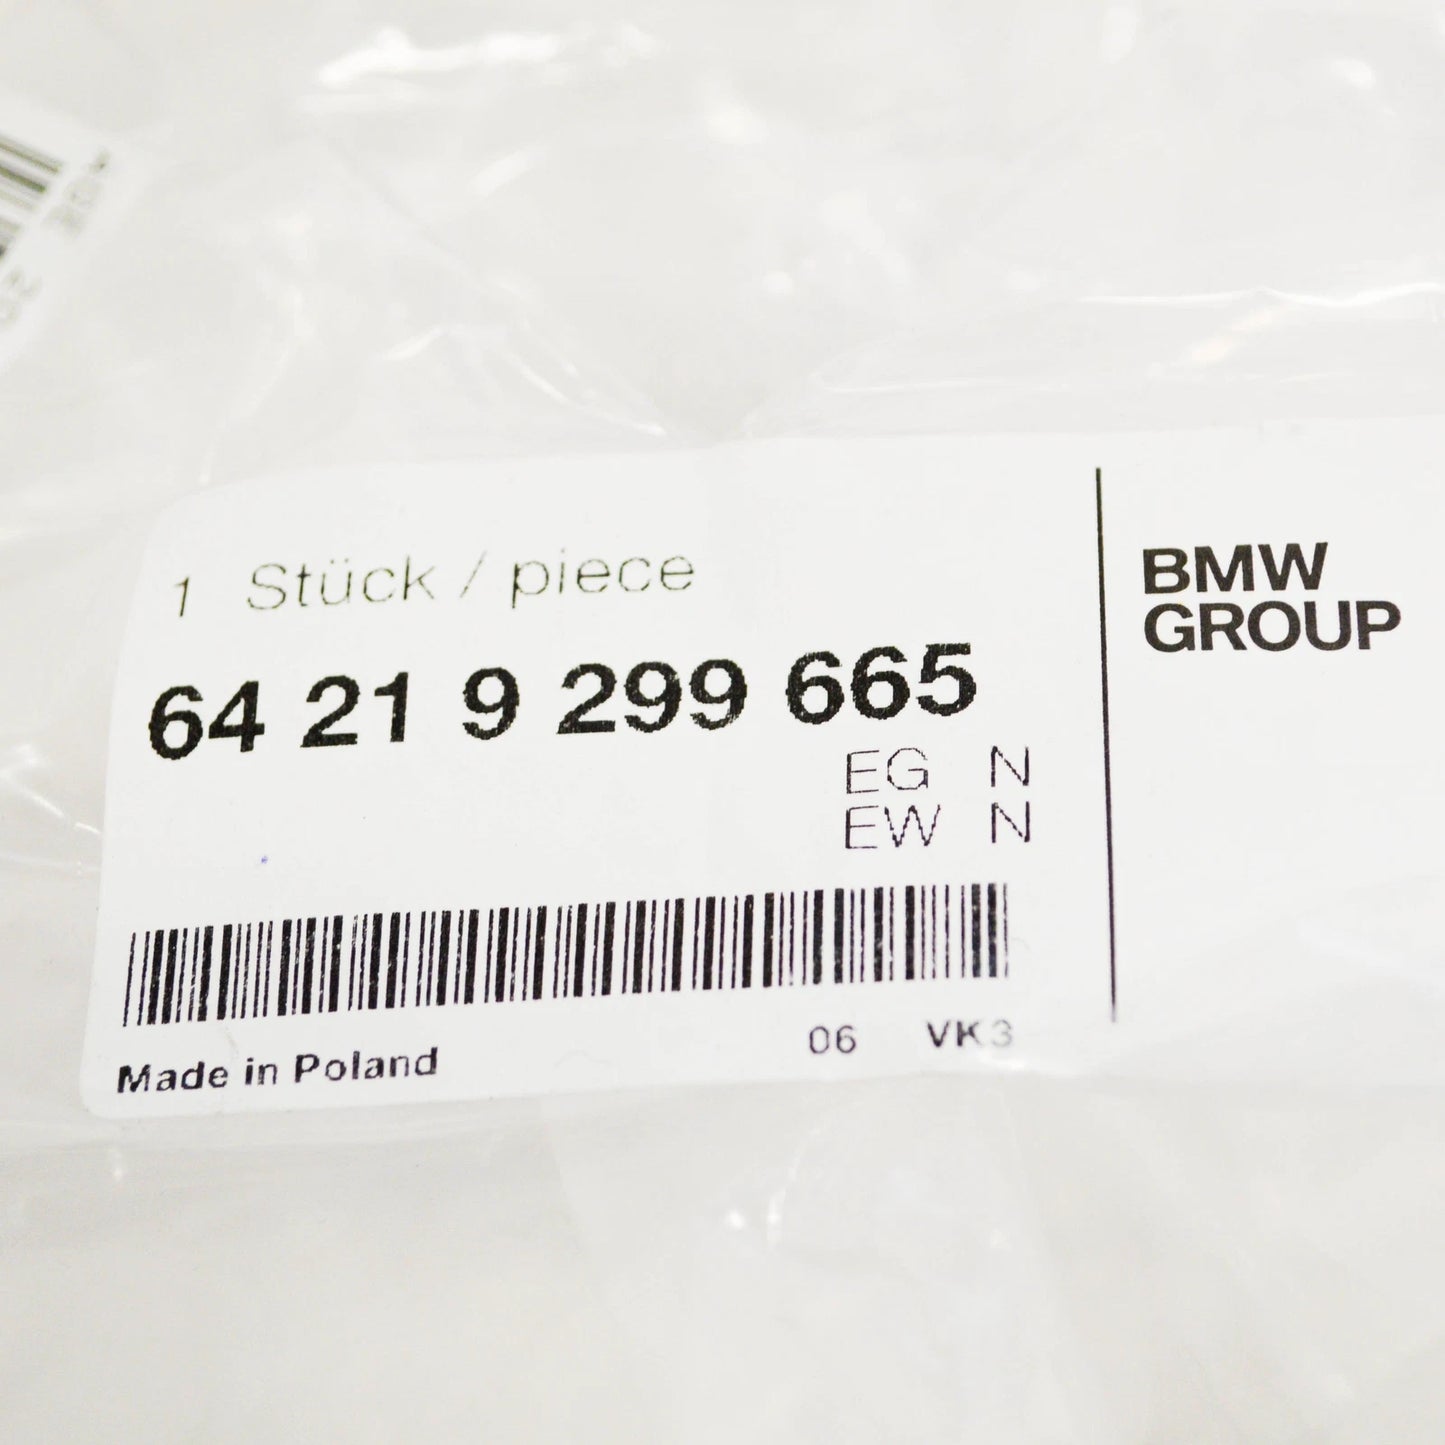 1 Stück / piece
64 21 9 299 665
EG N
EW N
06 VK3
Made in Poland
BMW
GROUP